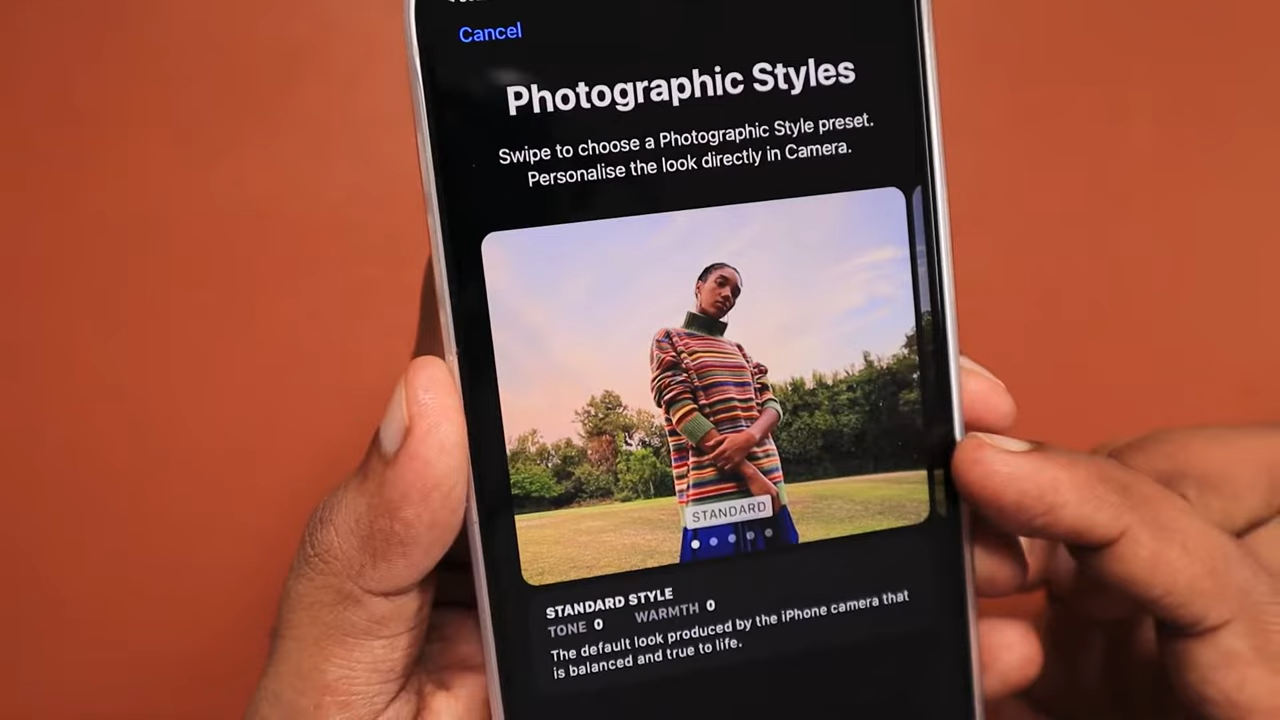 Cancel
Photographic Styles
Swipe to choose a Photographic Style preset.
Personalise the look directly in Camera.
STANDARD
STANDARD STYLE
TONE 0 WARMTH 0
The default look produced by the iPhone camera that
is balanced and true to life.